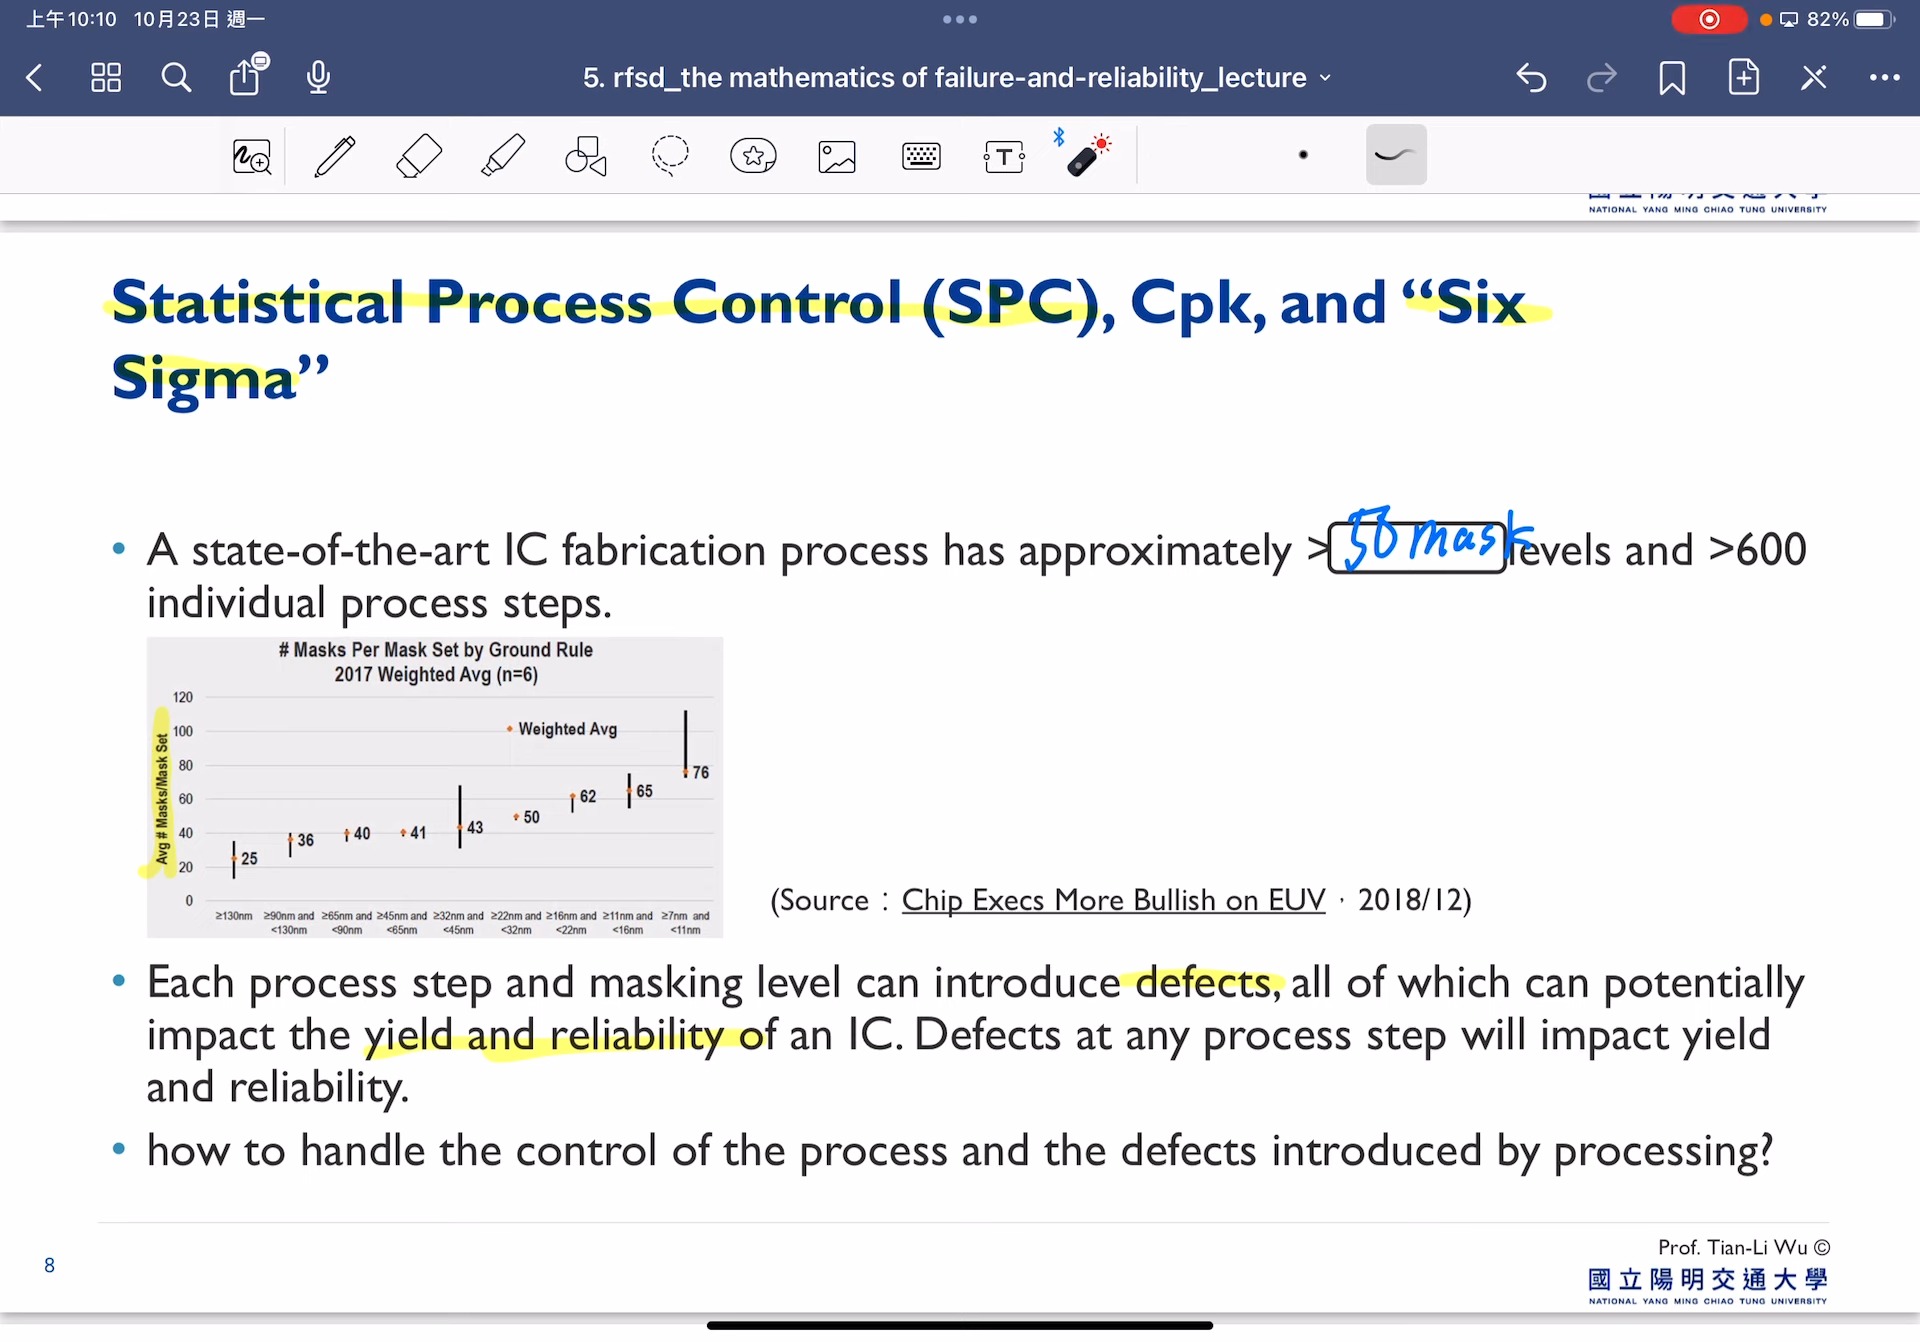 上午10:10 10月23日 週一
82%
5. rfsd_the mathematics of failure-and-reliability_lecture
NATIONAL YANG MING CHIAO TUNG UNIVERSITY
Statistical Process Control (SPC), Cpk, and “Six
Sigma”
• A state-of-the-art IC fabrication process has approximately >50 mask levels and >600
individual process steps.
# Masks Per Mask Set by Ground Rule
2017 Weighted Avg (n=6)
Avg # Masks/Mask Set
120
100
80
60
40
20
0
Weighted Avg
25 36 40 41 43 50 62 65 76
≥130nm ≥90nm and ≥65nm and ≥45nm and ≥32nm and ≥22nm and ≥16nm and ≥11nm and ≥7nm and
<130nm <90nm <65nm <45nm <32nm <22nm <16nm <11nm
(Source：Chip Execs More Bullish on EUV，2018/12)
• Each process step and masking level can introduce defects, all of which can potentially
impact the yield and reliability of an IC. Defects at any process step will impact yield
and reliability.
• how to handle the control of the process and the defects introduced by processing?
8
Prof. Tian-Li Wu ©
國立陽明交通大學
NATIONAL YANG MING CHIAO TUNG UNIVERSITY